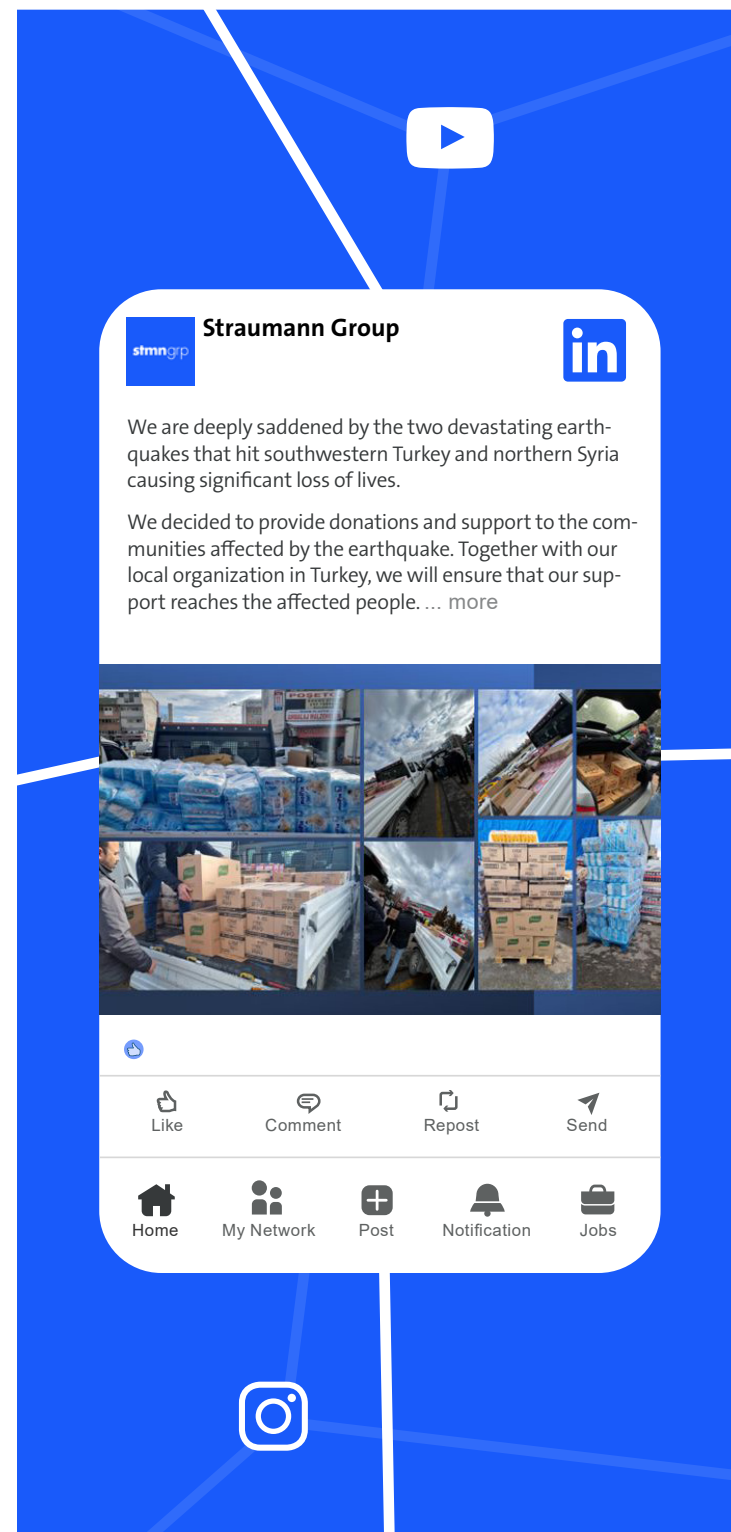 stmngrp
Straumann Group
in
We are deeply saddened by the two devastating earth-
quakes that hit southwestern Turkey and northern Syria
causing significant loss of lives.
We decided to provide donations and support to the com-
munities affected by the earthquake. Together with our
local organization in Turkey, we will ensure that our sup-
port reaches the affected people. ... more
Like
Comment
Repost
Send
Home
My Network
Post
Notification
Jobs